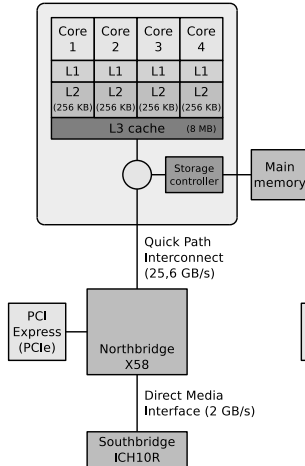 Core 1
Core 2
Core 3
Core 4
L1
L1
L1
L1
L2 (256 KB)
L2 (256 KB)
L2 (256 KB)
L2 (256 KB)
L3 cache (8 MB)
Storage
controller
Main
memory
Quick Path
Interconnect
(25,6 GB/s)
PCI
Express
(PCIe)
Northbridge
X58
Direct Media
Interface (2 GB/s)
Southbridge
ICH10R